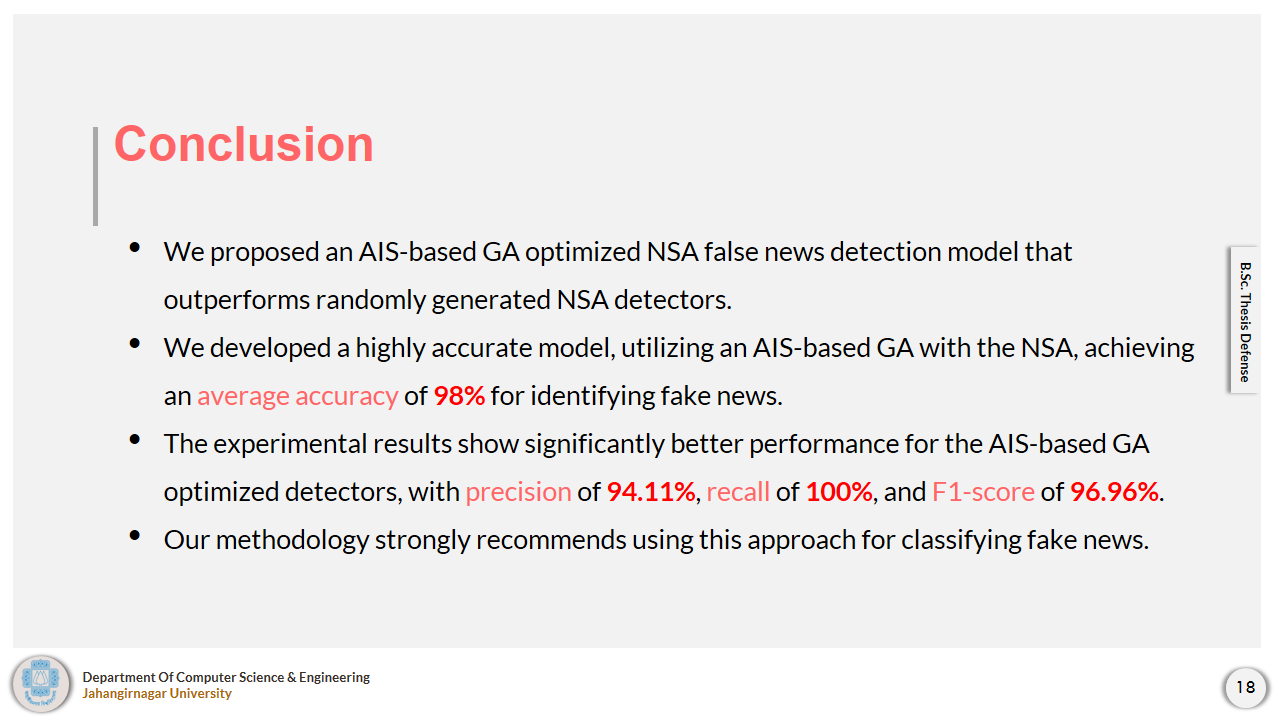 Conclusion
• We proposed an AIS-based GA optimized NSA false news detection model that
outperforms randomly generated NSA detectors.
• We developed a highly accurate model, utilizing an AIS-based GA with the NSA, achieving
an average accuracy of 98% for identifying fake news.
• The experimental results show significantly better performance for the AIS-based GA
optimized detectors, with precision of 94.11%, recall of 100%, and F1-score of 96.96%.
• Our methodology strongly recommends using this approach for classifying fake news.
B.Sc. Thesis Defense
Department Of Computer Science & Engineering
Jahangirnagar University
18